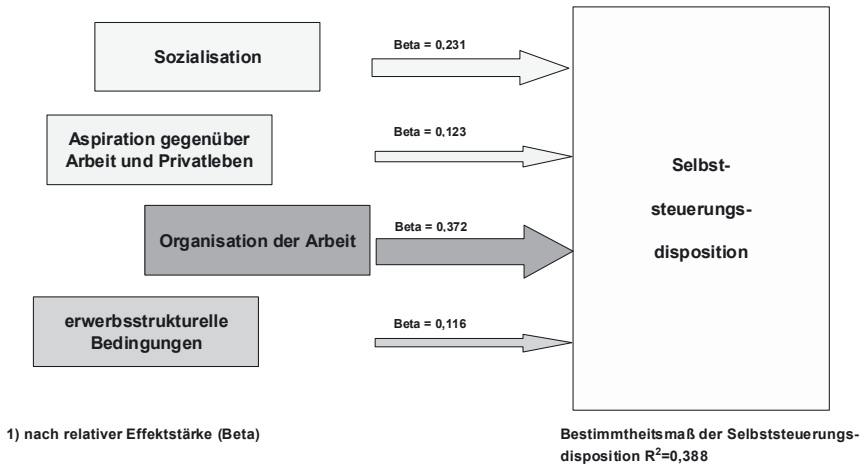 Sozialisation
Beta = 0,231
Aspiration gegenüber
Arbeit und Privatleben
Beta = 0,123
Organisation der Arbeit
Beta = 0,372
erwerbsstrukturelle
Bedingungen
Beta = 0,116
Selbst-
steuerungs-
disposition
1) nach relativer Effektstärke (Beta)
Bestimmtheitsmaß der Selbststeuerungs-
disposition R²=0,388